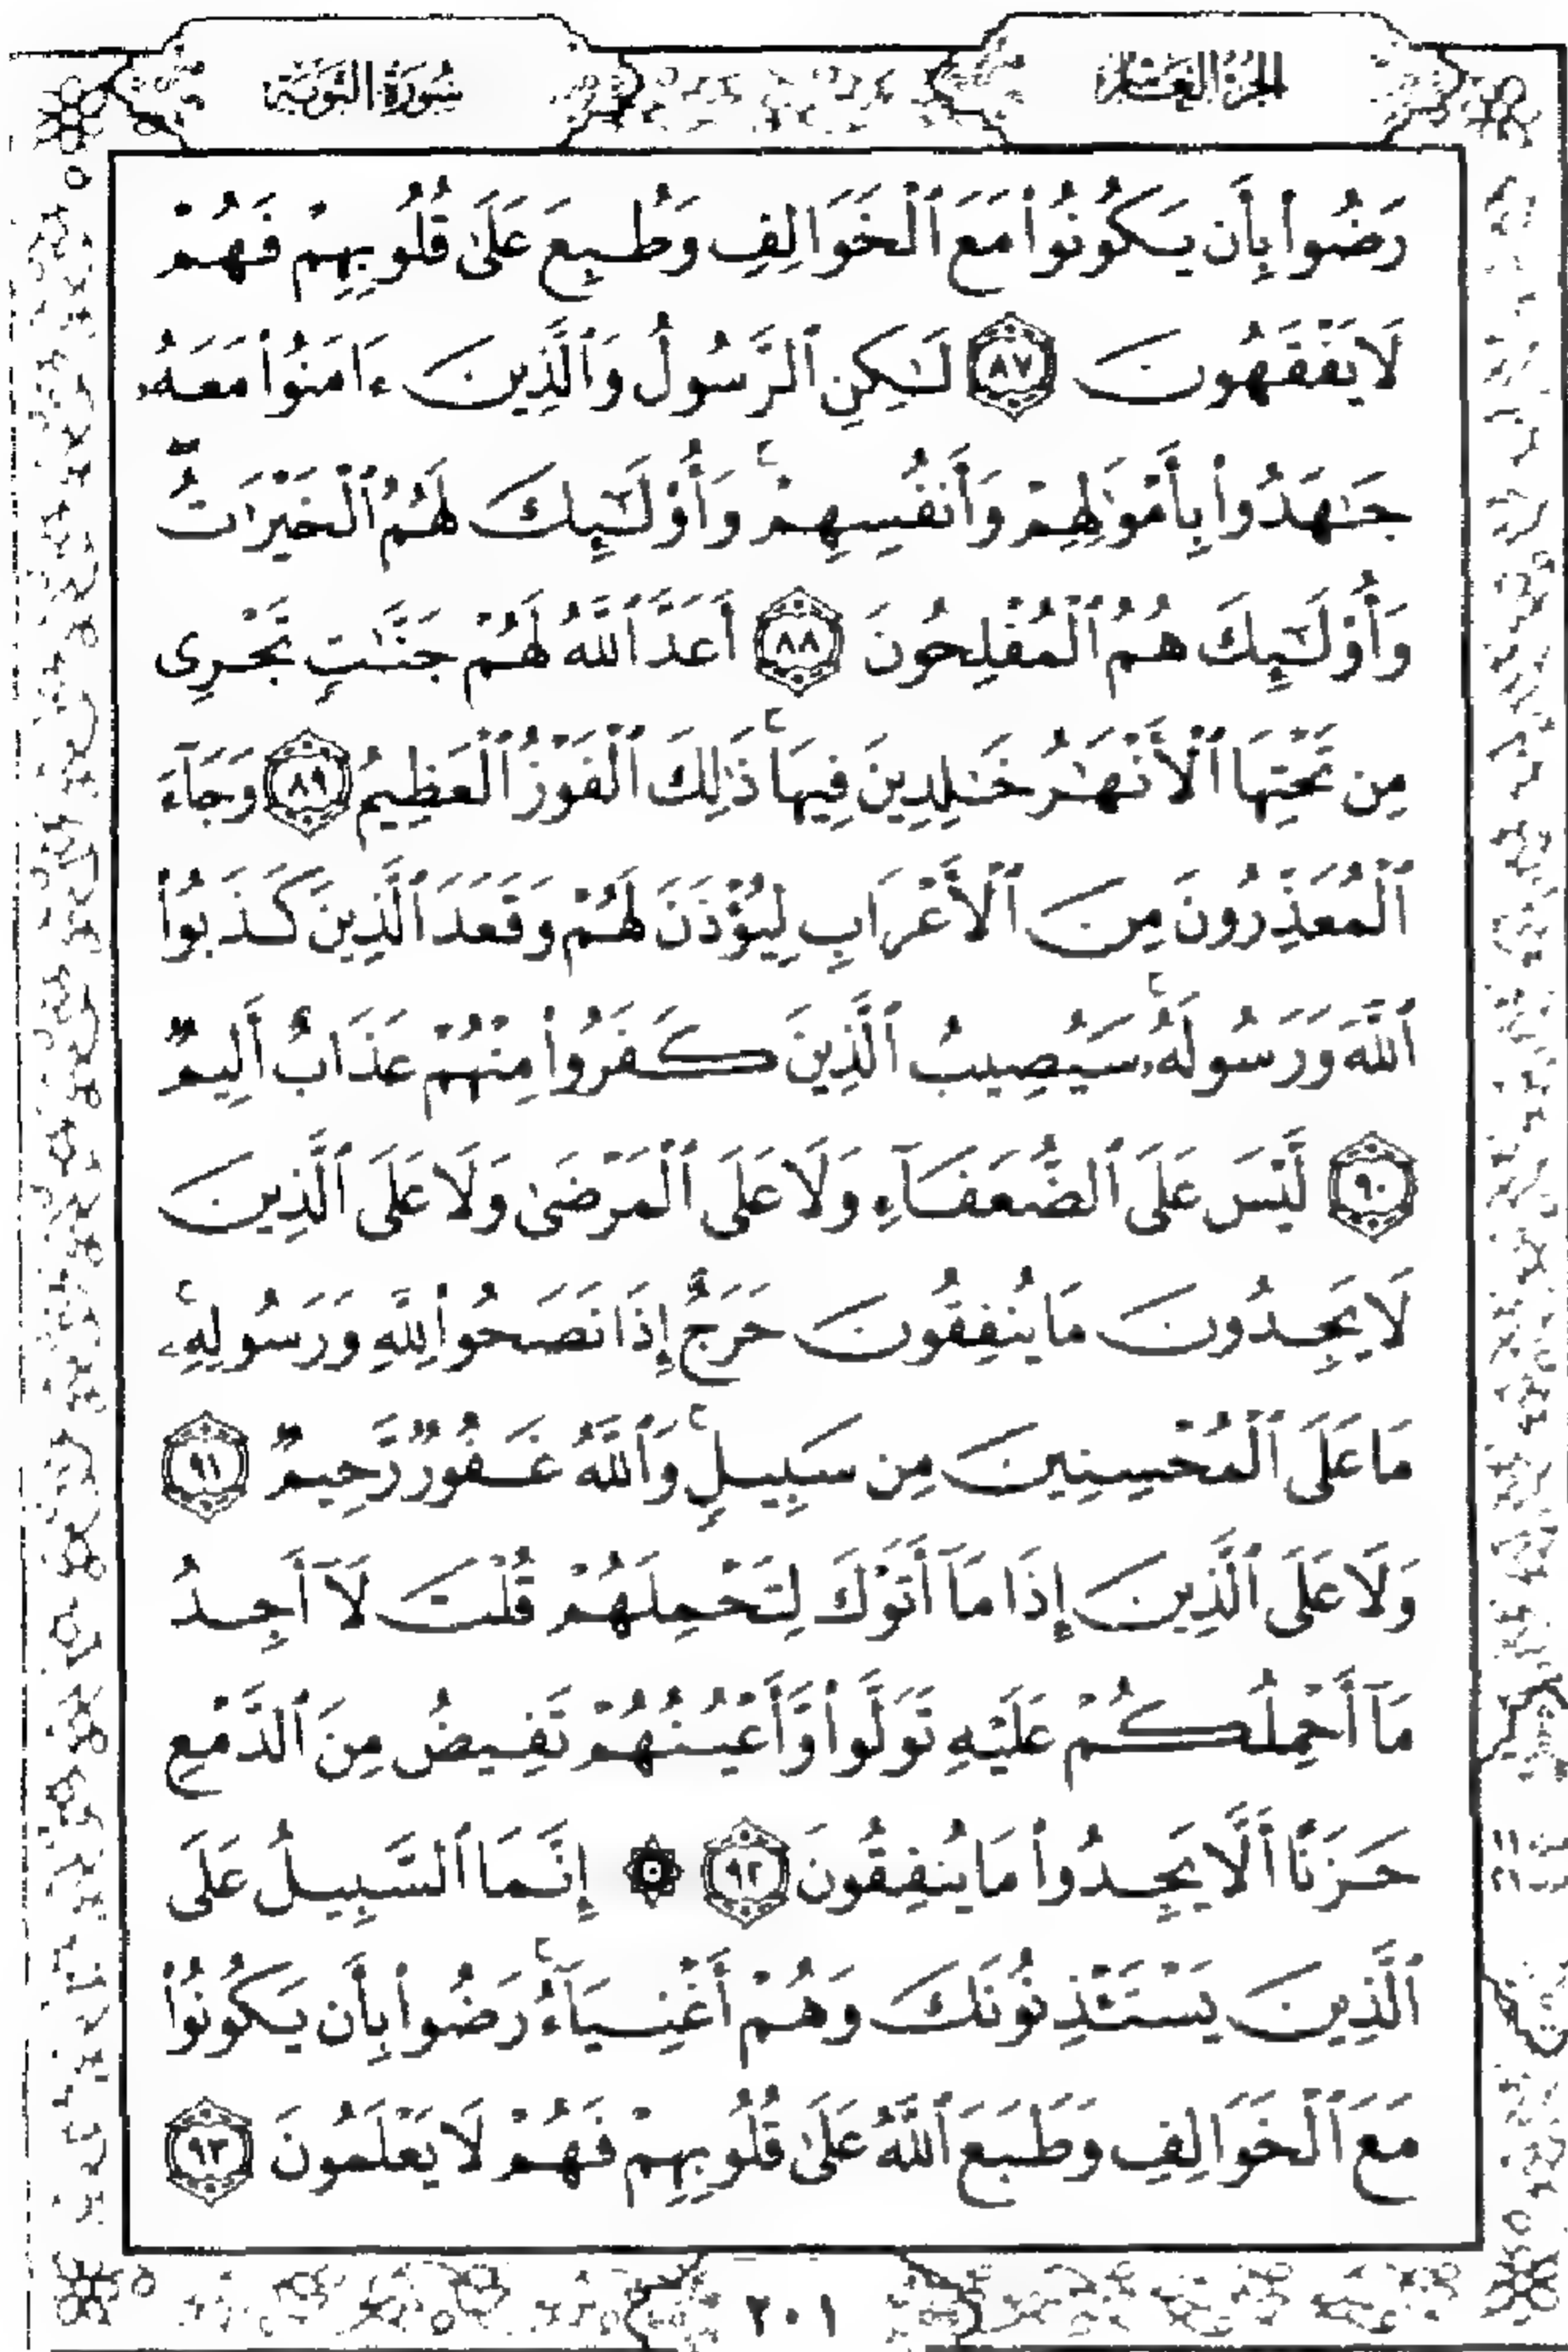 الجزء العاشر
سورة التوبة
رَضُوا۟ بِأَن يَكُونُوا۟ مَعَ ٱلْخَوَالِفِ وَطُبِعَ عَلَىٰ قُلُوبِهِمْ فَهُمْ
لَا يَفْقَهُونَ ٨٧ لَـٰكِنِ ٱلرَّسُولُ وَٱلَّذِينَ ءَامَنُوا۟ مَعَهُۥ
جَـٰهَدُوا۟ بِأَمْوَٰلِهِمْ وَأَنفُسِهِمْ ۚ وَأُو۟لَـٰٓئِكَ لَهُمُ ٱلْخَيْرَٰتُ ۖ
وَأُو۟لَـٰٓئِكَ هُمُ ٱلْمُفْلِحُونَ ٨٨ أَعَدَّ ٱللَّهُ لَهُمْ جَنَّـٰتٍ تَجْرِى
مِن تَحْتِهَا ٱلْأَنْهَـٰرُ خَـٰلِدِينَ فِيهَا ۚ ذَٰلِكَ ٱلْفَوْزُ ٱلْعَظِيمُ ٨٩ وَجَآءَ
ٱلْمُعَذِّرُونَ مِنَ ٱلْأَعْرَابِ لِيُؤْذَنَ لَهُمْ وَقَعَدَ ٱلَّذِينَ كَذَبُوا۟
ٱللَّهَ وَرَسُولَهُۥ ۚ سَيُصِيبُ ٱلَّذِينَ كَفَرُوا۟ مِنْهُمْ عَذَابٌ أَلِيمٌ
٩٠ لَّيْسَ عَلَى ٱلضُّعَفَآءِ وَلَا عَلَى ٱلْمَرْضَىٰ وَلَا عَلَى ٱلَّذِينَ
لَا يَجِدُونَ مَا يُنفِقُونَ حَرَجٌ إِذَا نَصَحُوا۟ لِلَّهِ وَرَسُولِهِۦ ۚ
مَا عَلَى ٱلْمُحْسِنِينَ مِن سَبِيلٍ ۚ وَٱللَّهُ غَفُورٌ رَّحِيمٌ ٩١
وَلَا عَلَى ٱلَّذِينَ إِذَا مَآ أَتَوْكَ لِتَحْمِلَهُمْ قُلْتَ لَآ أَجِدُ
مَآ أَحْمِلُكُمْ عَلَيْهِ تَوَلَّوا۟ وَّأَعْيُنُهُمْ تَفِيضُ مِنَ ٱلدَّمْعِ
حَزَنًا أَلَّا يَجِدُوا۟ مَا يُنفِقُونَ ٩٢ ۞ إِنَّمَا ٱلسَّبِيلُ عَلَى
ٱلَّذِينَ يَسْتَـْٔذِنُونَكَ وَهُمْ أَغْنِيَآءُ ۚ رَضُوا۟ بِأَن يَكُونُوا۟
مَعَ ٱلْخَوَالِفِ وَطَبَعَ ٱللَّهُ عَلَىٰ قُلُوبِهِمْ فَهُمْ لَا يَعْلَمُونَ ٩٣
٢٠١